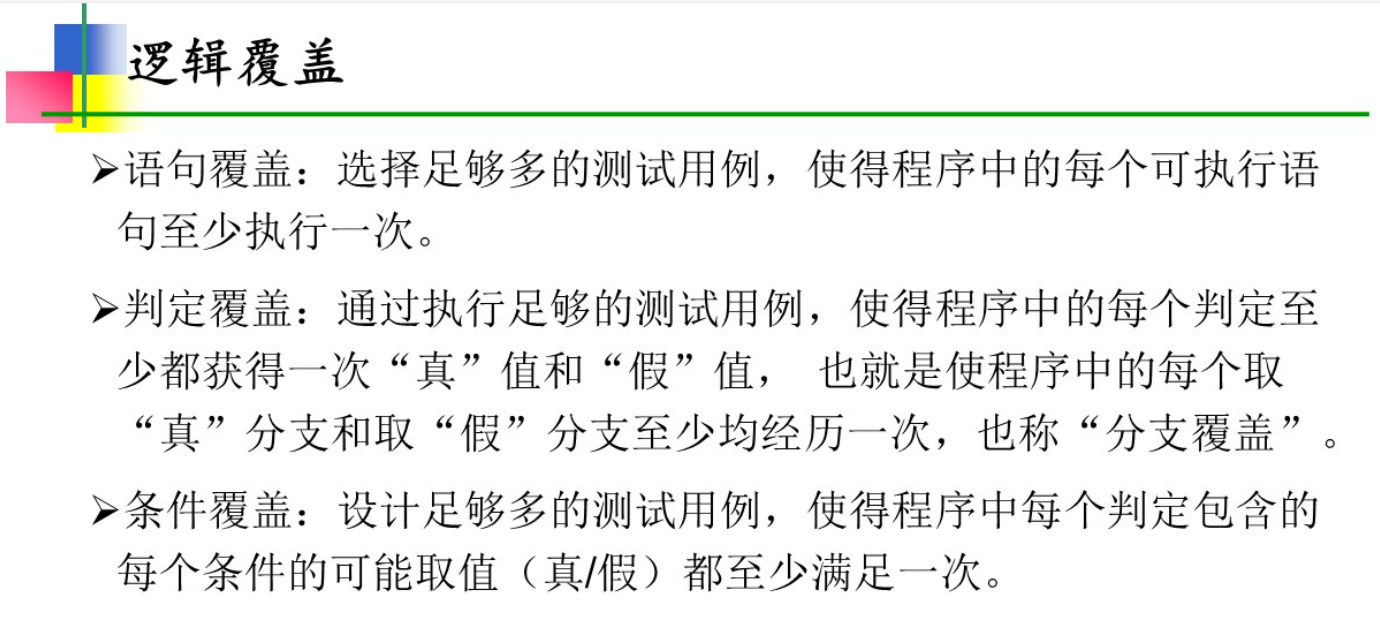 逻辑覆盖
➢语句覆盖：选择足够多的测试用例，使得程序中的每个可执行语
句至少执行一次。
➢判定覆盖：通过执行足够的测试用例，使得程序中的每个判定至
少都获得一次“真”值和“假”值， 也就是使程序中的每个取
“真”分支和取“假”分支至少均经历一次，也称“分支覆盖”。
➢条件覆盖：设计足够多的测试用例，使得程序中每个判定包含的
每个条件的可能取值（真/假）都至少满足一次。